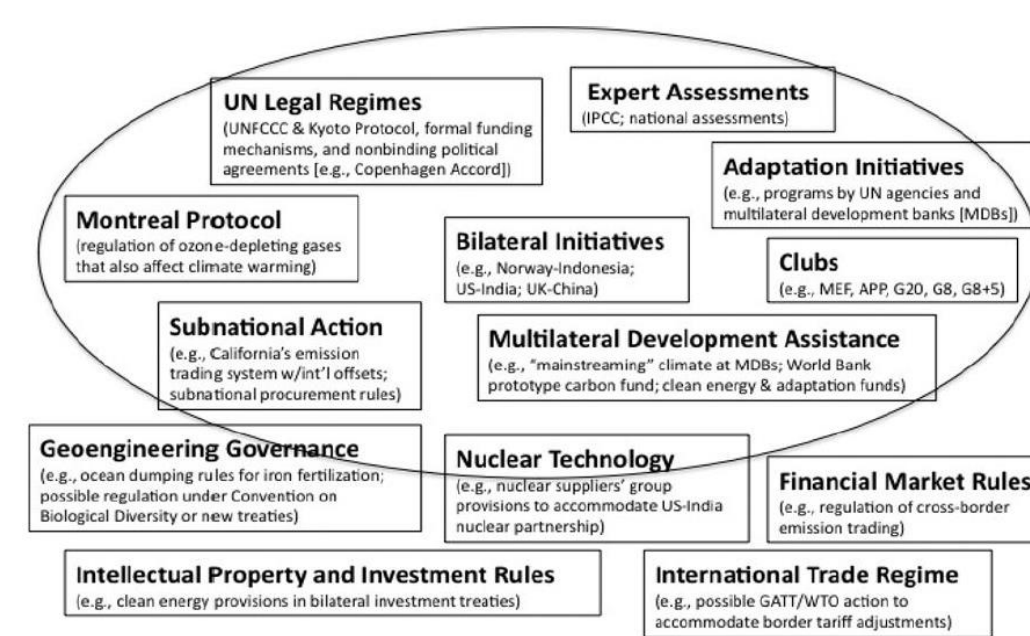 UN Legal Regimes
(UNFCCC & Kyoto Protocol, formal funding
mechanisms, and nonbinding political
agreements [e.g., Copenhagen Accord])
Expert Assessments
(IPCC; national assessments)
Adaptation Initiatives
(e.g., programs by UN agencies and
multilateral development banks [MDBs])
Montreal Protocol
(regulation of ozone-depleting gases
that also affect climate warming)
Bilateral Initiatives
(e.g., Norway-Indonesia;
US-India; UK-China)
Clubs
(e.g., MEF, APP, G20, G8, G8+5)
Subnational Action
(e.g., California's emission
trading system w/int'l offsets;
subnational procurement rules)
Multilateral Development Assistance
(e.g., "mainstreaming" climate at MDBs; World Bank
prototype carbon fund; clean energy & adaptation funds)
Geoengineering Governance
(e.g., ocean dumping rules for iron fertilization;
possible regulation under Convention on
Biological Diversity or new treaties)
Nuclear Technology
(e.g., nuclear suppliers' group
provisions to accommodate US-India
nuclear partnership)
Financial Market Rules
(e.g., regulation of cross-border
emission trading)
Intellectual Property and Investment Rules
(e.g., clean energy provisions in bilateral investment treaties)
International Trade Regime
(e.g., possible GATT/WTO action to
accommodate border tariff adjustments)